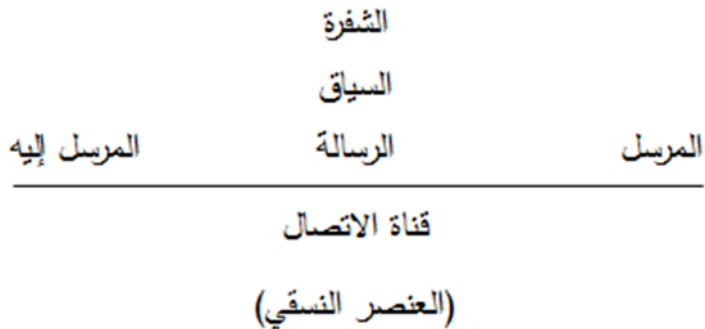 الشفرة
السياق
المرسل الرسالة المرسل إليه
قناة الاتصال
(العنصر النسقي)